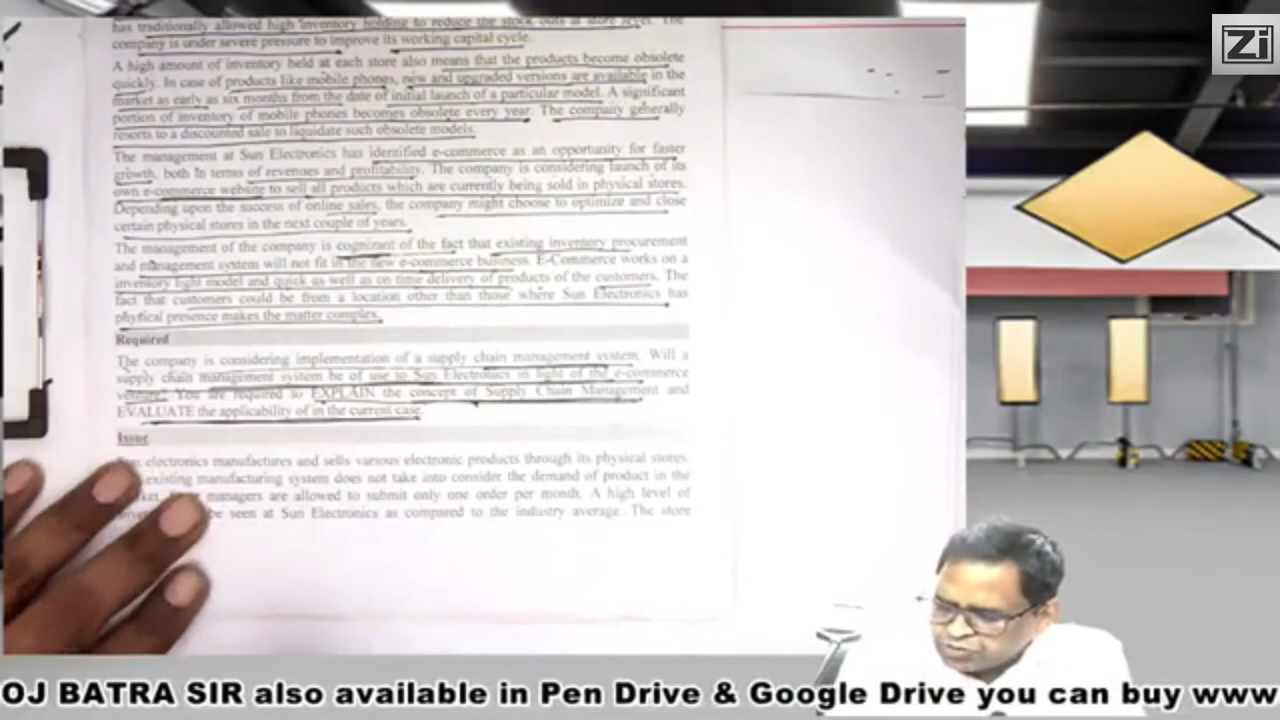 Zi
has traditionally allowed high inventory holding to reduce the stock outs at store level. The
company is under severe pressure to improve its working capital cycle.
A high amount of inventory held at each store also means that the products become obsolete
quickly. In case of products like mobile phones, new and upgraded versions are available in the
market as early as six months from the date of initial launch of a particular model. A significant
portion of inventory of mobile phones becomes obsolete every year. The company generally
resorts to a discounted sale to liquidate such obsolete models.
The management at Sun Electronics has identified e-commerce as an opportunity for faster
growth, both in terms of revenues and profitability. The company is considering launch of its
own e-commerce website to sell all products which are currently being sold in physical stores.
Depending upon the success of online sales, the company might choose to optimize and close
certain physical stores in the next couple of years.
The management of the company is cognizant of the fact that existing inventory procurement
and management system will not fit in the new e-commerce business. E-Commerce works on a
inventory light model and quick as well as on time delivery of products of the customers. The
fact that customers could be from a location other than those where Sun Electronics has
physical presence makes the matter complex.
Required
The company is considering implementation of a supply chain management system. Will a
supply chain management system be of use to Sun Electronics in light of the e-commerce
venture? You are required to EXPLAIN the concept of Supply Chain Management and
EVALUATE the applicability of in the current case.
Issue
electronics manufactures and sells various electronic products through its physical stores.
existing manufacturing system does not take into consider the demand of product in the
managers are allowed to submit only one order per month. A high level of
be seen at Sun Electronics as compared to the industry average. The store
OJ BATRA SIR also available in Pen Drive & Google Drive you can buy www